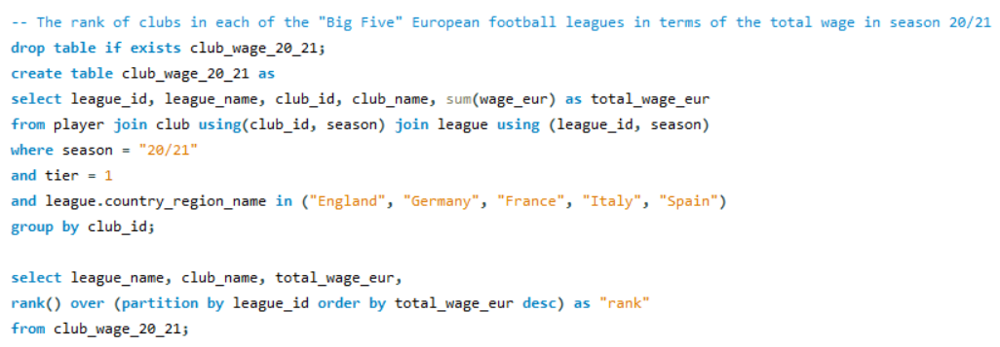 -- The rank of clubs in each of the "Big Five" European football leagues in terms of the total wage in season 20/21
drop table if exists club_wage_20_21;
create table club_wage_20_21 as
select league_id, league_name, club_id, club_name, sum(wage_eur) as total_wage_eur
from player join club using(club_id, season) join league using (league_id, season)
where season = "20/21"
and tier = 1
and league.country_region_name in ("England", "Germany", "France", "Italy", "Spain")
group by club_id;
select league_name, club_name, total_wage_eur,
rank() over (partition by league_id order by total_wage_eur desc) as "rank"
from club_wage_20_21;